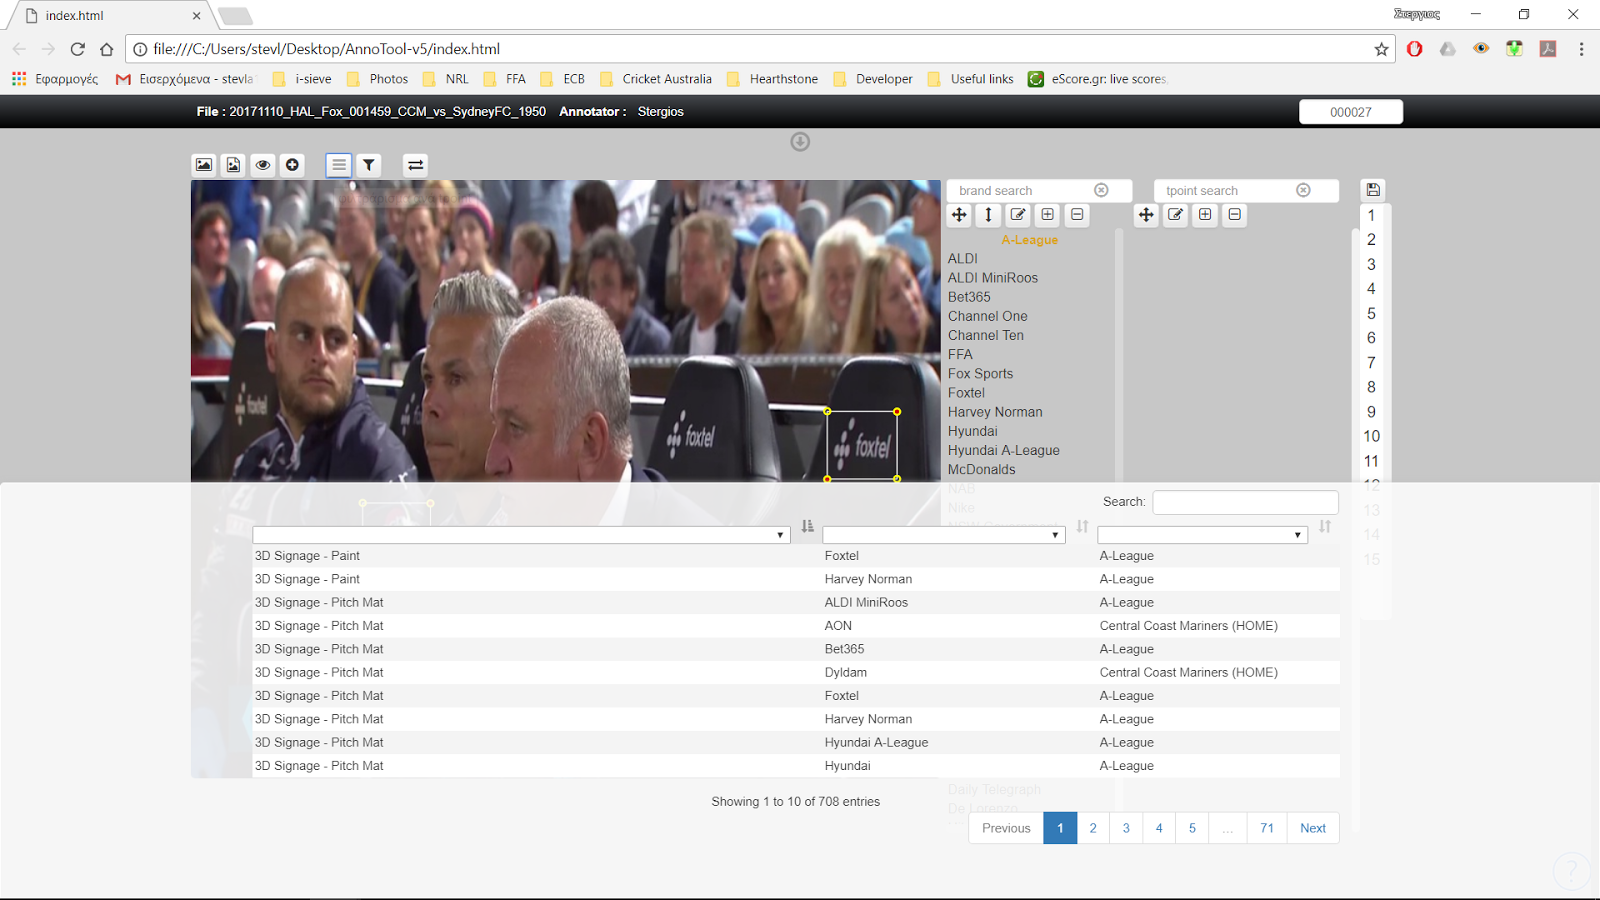 index.html
Στεργιος
file:///C:/Users/stevl/Desktop/AnnoTool-v5/index.html
Εφαρμογές
Εισερχόμενα - stevla
i-sieve
Photos
NRL
FFA
ECB
Cricket Australia
Hearthstone
Developer
Useful links
eScore.gr: live scores
File : 20171110_HAL_Fox_001459_CCM_vs_SydneyFC_1950 Annotator : Stergios
000027
brand search
tpoint search
A-League
ALDI
ALDI MiniRoos
Bet365
Channel One
Channel Ten
FFA
Fox Sports
Foxtel
Harvey Norman
Hyundai
Hyundai A-League
McDonalds
NAB
Nike
NSW Government
1
2
3
4
5
6
7
8
9
10
11
12
13
14
15
foxtel
foxtel
foxtel
Search:
3D Signage - Paint Foxtel A-League
3D Signage - Paint Harvey Norman A-League
3D Signage - Pitch Mat ALDI MiniRoos A-League
3D Signage - Pitch Mat AON Central Coast Mariners (HOME)
3D Signage - Pitch Mat Bet365 A-League
3D Signage - Pitch Mat Dyldam Central Coast Mariners (HOME)
3D Signage - Pitch Mat Foxtel A-League
3D Signage - Pitch Mat Harvey Norman A-League
3D Signage - Pitch Mat Hyundai A-League A-League
3D Signage - Pitch Mat Hyundai A-League
Daily Telegraph
De Lorenzo
Showing 1 to 10 of 708 entries
Previous 1 2 3 4 5 ... 71 Next
?